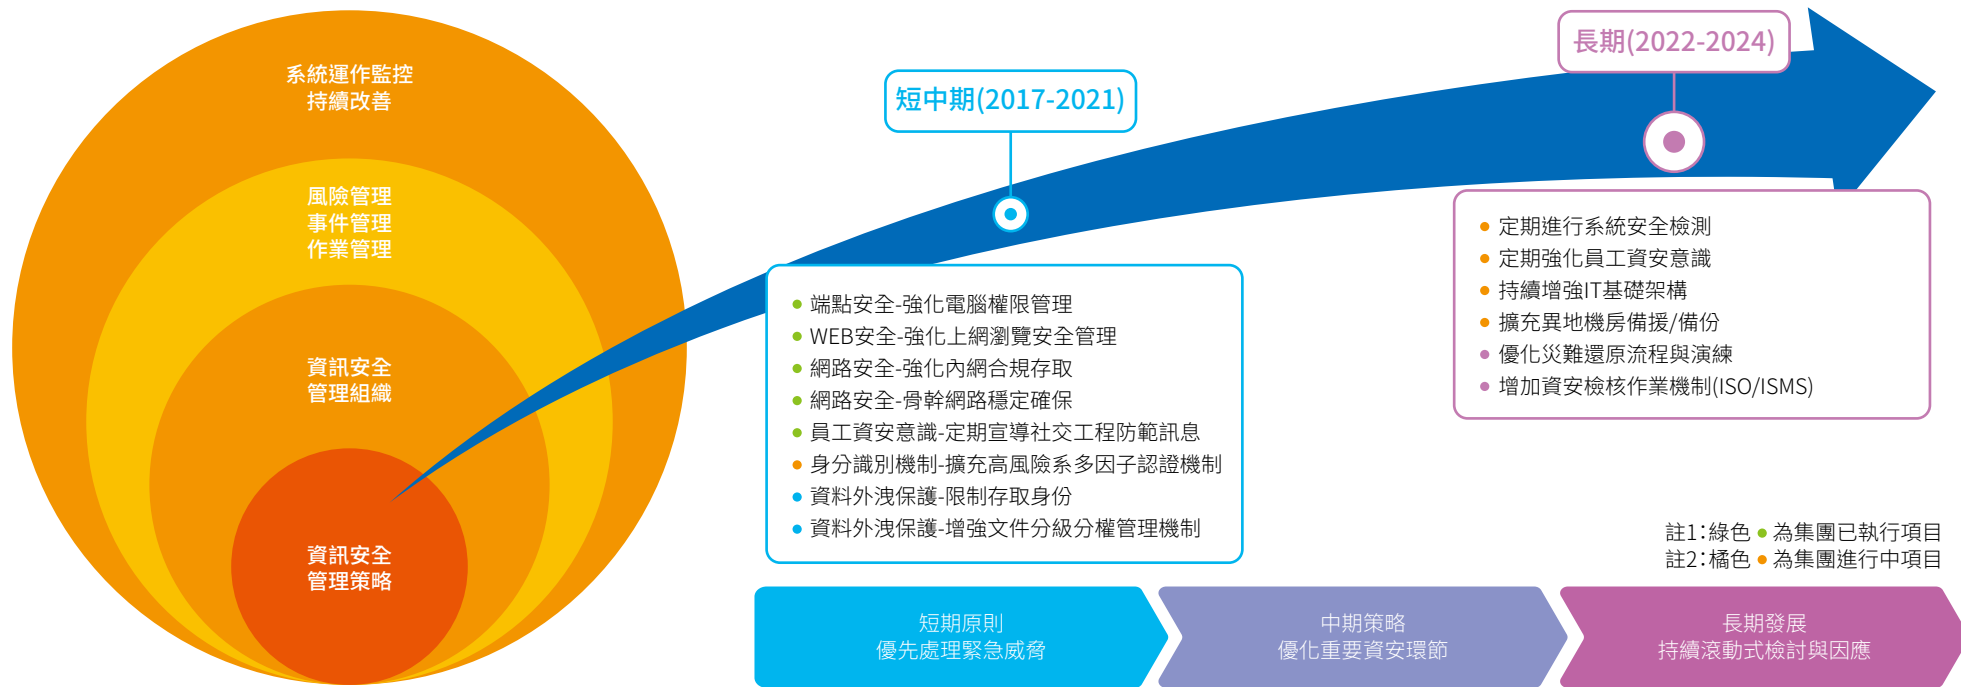 系統運作監控
持續改善
風險管理
事件管理
作業管理
資訊安全
管理組織
資訊安全
管理策略
短中期(2017-2021)
端點安全-強化電腦權限管理
WEB安全-強化上網瀏覽安全管理
網路安全-強化內網合規存取
網路安全-骨幹網路穩定確保
員工資安意識-定期宣導社交工程防範訊息
身分識別機制-擴充高風險系多因子認證機制
資料外洩保護-限制存取身份
資料外洩保護-增強文件分級分權管理機制
長期(2022-2024)
定期進行系統安全檢測
定期強化員工資安意識
持續增強IT基礎架構
擴充異地機房備援/備份
優化災難還原流程與演練
增加資安檢核作業機制(ISO/ISMS)
註1：綠色 ● 為集團已執行項目
註2：橘色 ● 為集團進行中項目
短期原則
優先處理緊急威脅
中期策略
優化重要資安環節
長期發展
持續滾動式檢討與因應